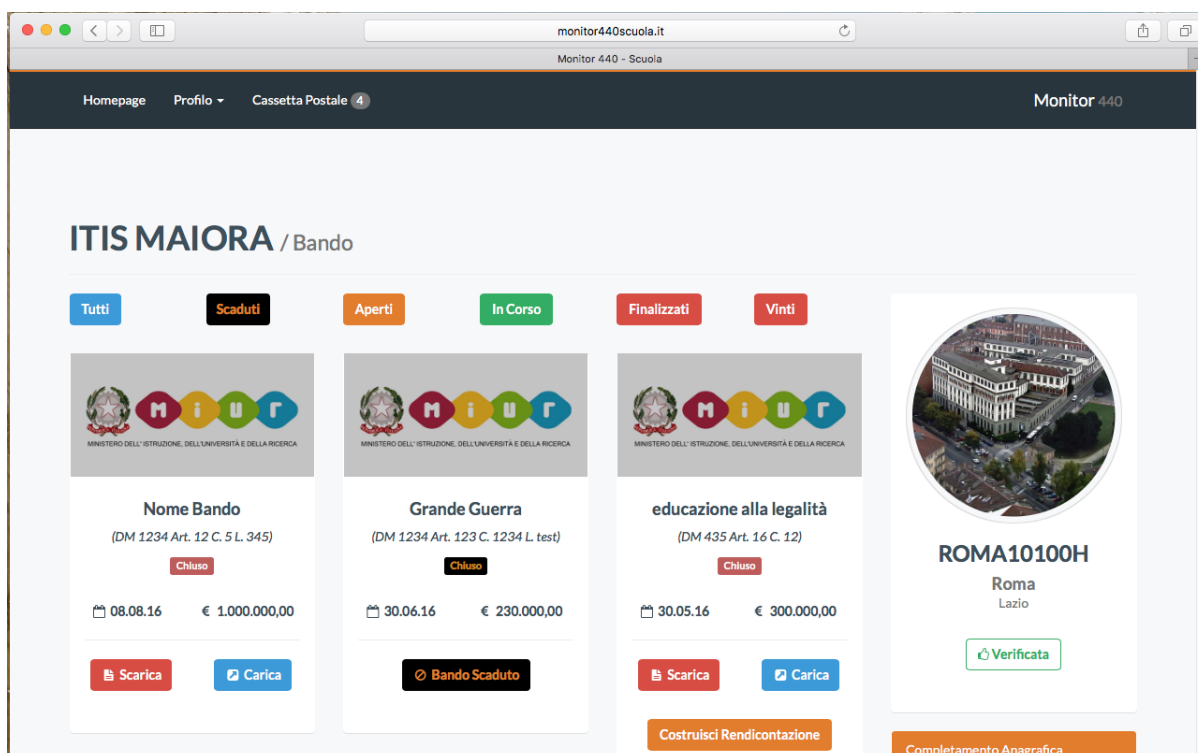 monitor440scuola.it
Monitor 440 - Scuola
Homepage Profilo Cassetta Postale 4 Monitor 440
ITIS MAIORA / Bando
Tutti Scaduti Aperti In Corso Finalizzati Vinti
MiUr
MINISTERO DELL'ISTRUZIONE, DELL'UNIVERSITÀ E DELLA RICERCA
Nome Bando
(DM 1234 Art. 12 C. 5 L. 345)
Chiuso
08.08.16 € 1.000.000,00
Scarica Carica
MiUr
MINISTERO DELL'ISTRUZIONE, DELL'UNIVERSITÀ E DELLA RICERCA
Grande Guerra
(DM 1234 Art. 123 C. 1234 L. test)
Chiuso
30.06.16 € 230.000,00
Bando Scaduto
MiUr
MINISTERO DELL'ISTRUZIONE, DELL'UNIVERSITÀ E DELLA RICERCA
educazione alla legalità
(DM 435 Art. 16 C. 12)
Chiuso
30.05.16 € 300.000,00
Scarica Carica
Costruisci Rendicontazione
ROMA10100H
Roma
Lazio
Verificata
Completamento Anagrafica